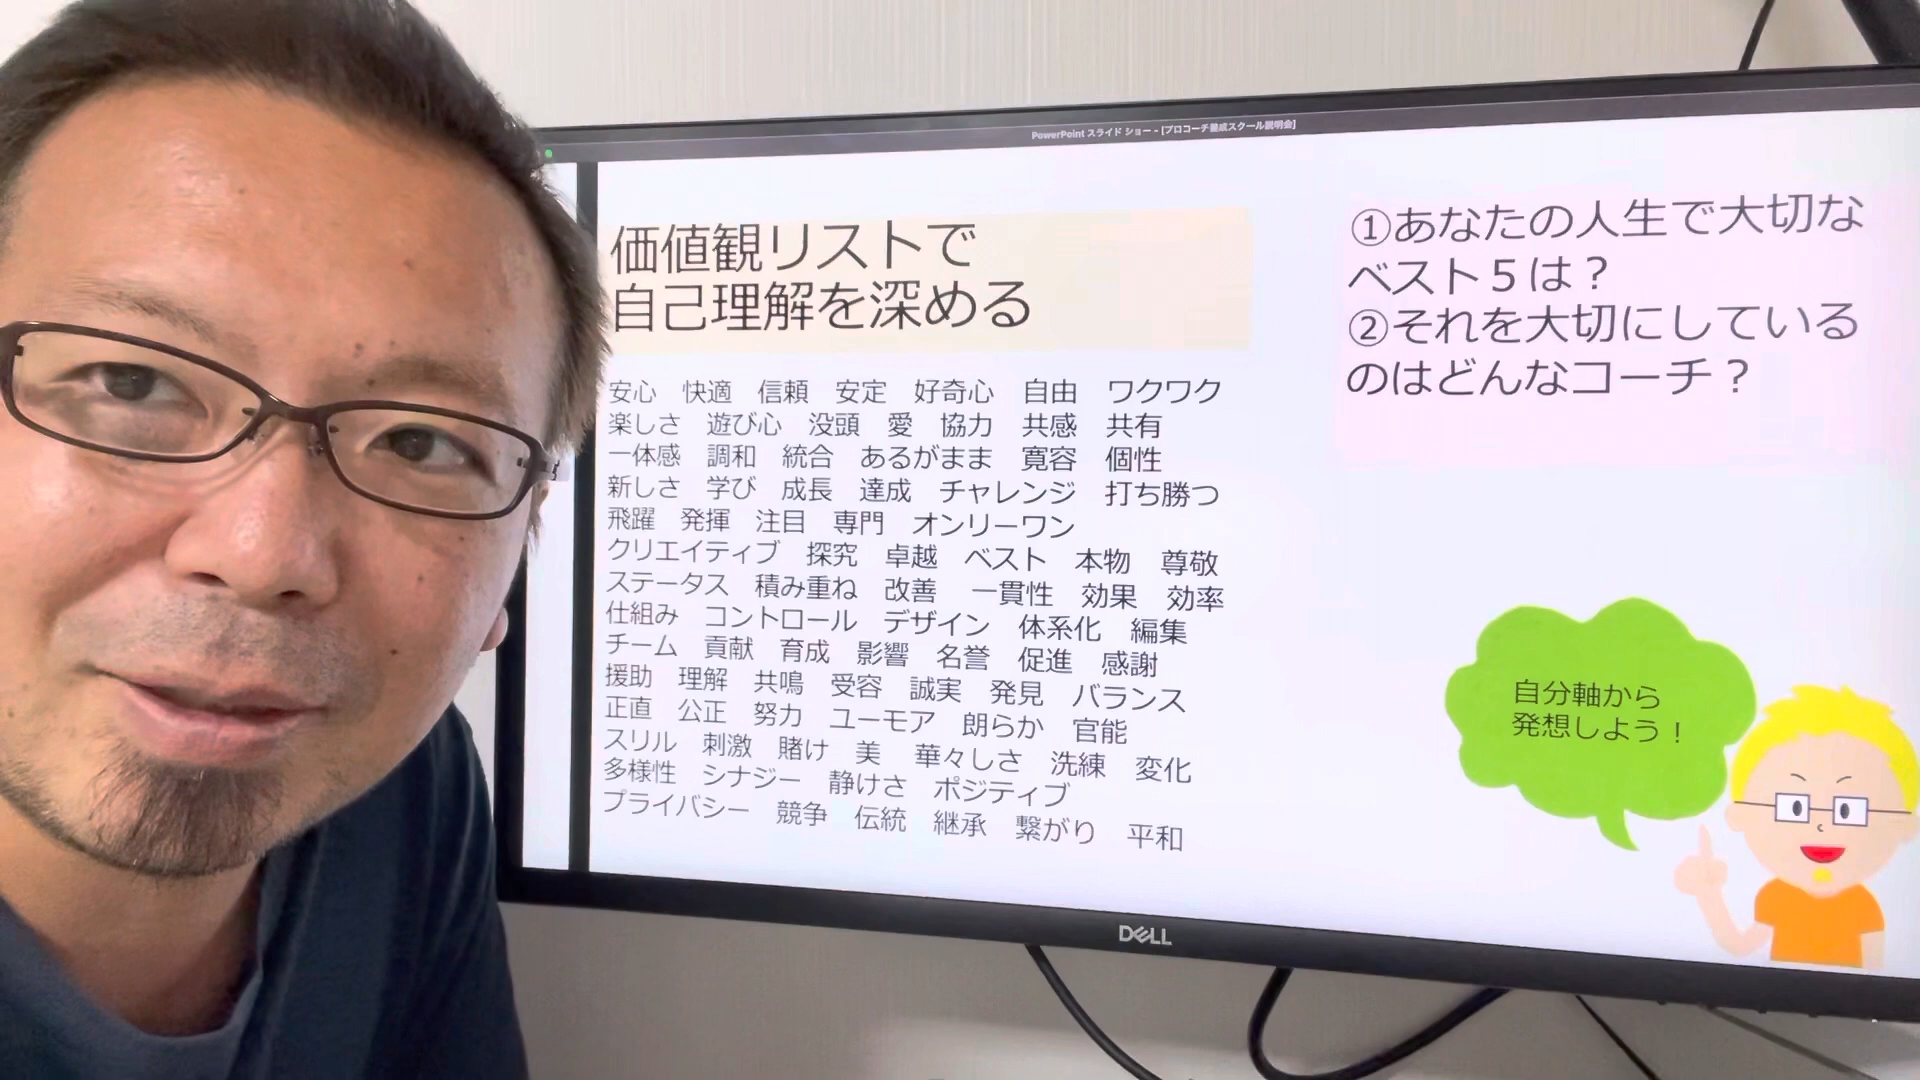 PowerPoint スライド ショー - [プロコーチ養成スクール説明会]
価値観リストで
自己理解を深める
安心 快適 信頼 安定 好奇心 自由 ワクワク
楽しさ 遊び心 没頭 愛 協力 共感 共有
一体感 調和 統合 あるがまま 寛容 個性
新しさ 学び 成長 達成 チャレンジ 打ち勝つ
飛躍 発揮 注目 専門 オンリーワン
クリエイティブ 探究 卓越 ベスト 本物 尊敬
ステータス 積み重ね 改善 一貫性 効果 効率
仕組み コントロール デザイン 体系化 編集
チーム 貢献 育成 影響 名誉 促進 感謝
援助 理解 共鳴 受容 誠実 発見 バランス
正直 公正 努力 ユーモア 朗らか 官能
スリル 刺激 賭け 美 華々しさ 洗練 変化
多様性 シナジー 静けさ ポジティブ
プライバシー 競争 伝統 継承 繋がり 平和
①あなたの人生で大切な
ベスト５は？
②それを大切にしている
のはどんなコーチ？
自分軸から
発想しよう！
DELL